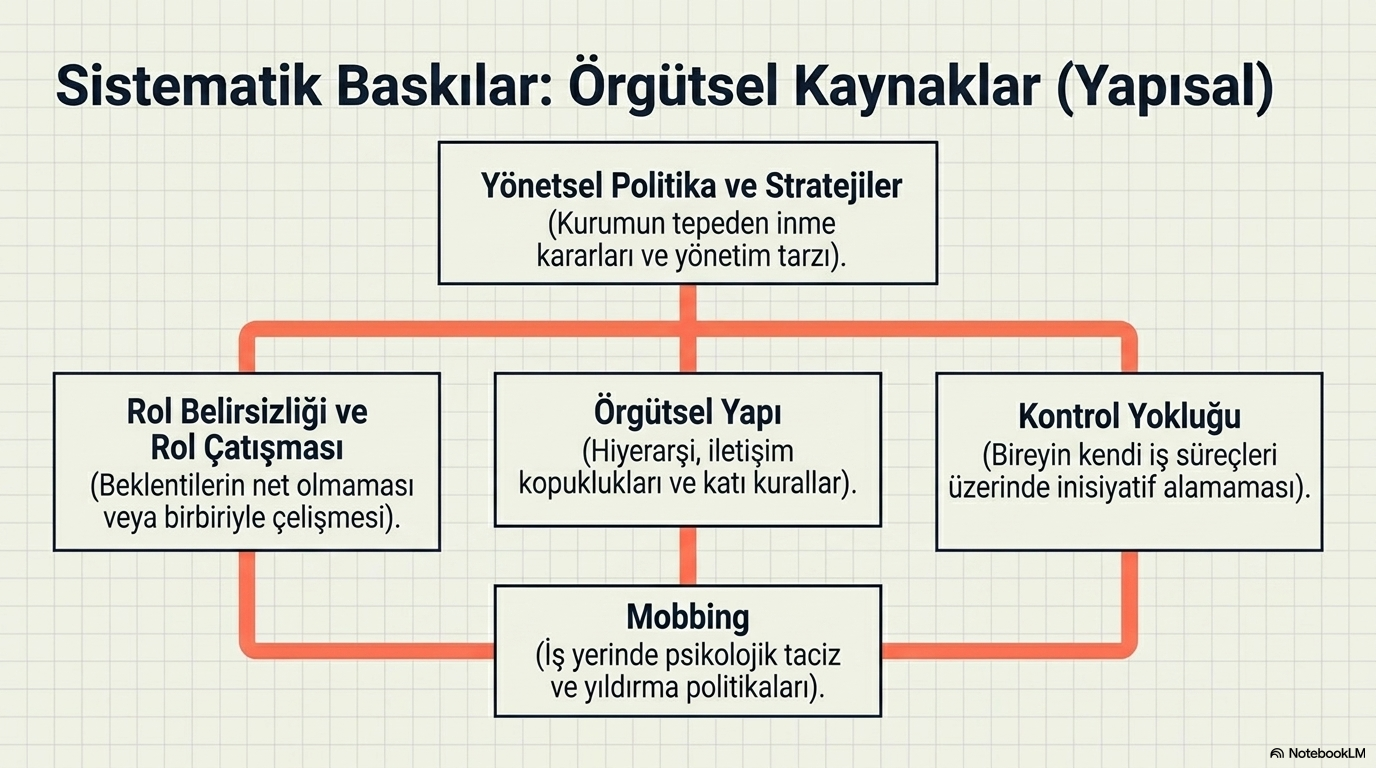 Sistematik Baskılar: Örgütsel Kaynaklar (Yapısal)
Yönetsel Politika ve Stratejiler
(Kurumun tepeden inme
kararları ve yönetim tarzı).
Rol Belirsizliği ve
Rol Çatışması
(Beklentilerin net olmaması
veya birbiriyle çelişmesi).
Örgütsel Yapı
(Hiyerarşi, iletişim
kopuklukları ve katı kurallar).
Kontrol Yokluğu
(Bireyin kendi iş süreçleri
üzerinde inisiyatif alamaması).
Mobbing
(İş yerinde psikolojik taciz
ve yıldırma politikaları).
NotebookLM